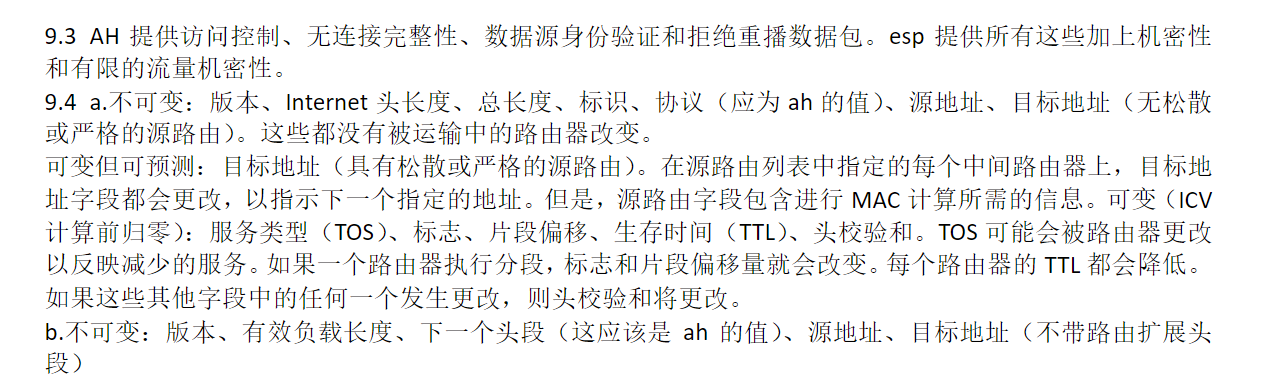 9.3 AH 提供访问控制、无连接完整性、数据源身份验证和拒绝重播数据包。esp 提供所有这些加上机密性
和有限的流量机密性。
9.4 a.不可变：版本、Internet 头长度、总长度、标识、协议（应为 ah 的值）、源地址、目标地址（无松散
或严格的源路由）。这些都没有被运输中的路由器改变。
可变但可预测：目标地址（具有松散或严格的源路由）。在源路由列表中指定的每个中间路由器上，目标地
址字段都会更改，以指示下一个指定的地址。但是，源路由字段包含进行 MAC 计算所需的信息。可变（ICV
计算前归零）：服务类型（TOS）、标志、片段偏移、生存时间（TTL）、头校验和。TOS 可能会被路由器更改
以反映减少的服务。如果一个路由器执行分段，标志和片段偏移量就会改变。每个路由器的 TTL 都会降低。
如果这些其他字段中的任何一个发生更改，则头校验和将更改。
b.不可变：版本、有效负载长度、下一个头段（这应该是 ah 的值）、源地址、目标地址（不带路由扩展头
段）